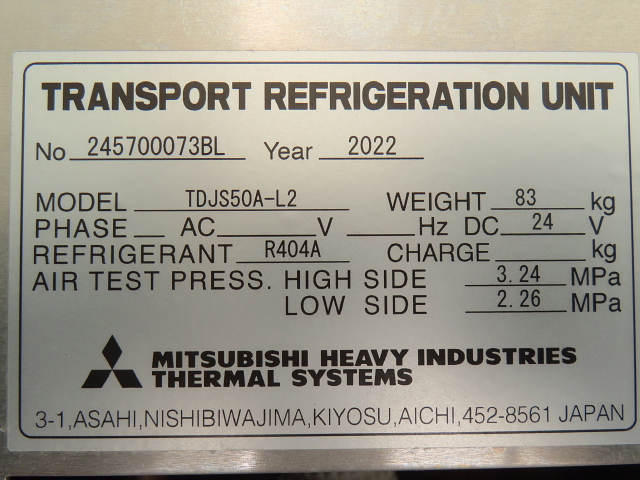 TRANSPORT REFRIGERATION UNIT
No 245700073BL Year 2022
MODEL TDJS50A-L2 WEIGHT 83 kg
PHASE AC V Hz DC 24 V
REFRIGERANT R404A CHARGE kg
AIR TEST PRESS. HIGH SIDE 3.24 MPa
LOW SIDE 2.26 MPa
MITSUBISHI HEAVY INDUSTRIES
THERMAL SYSTEMS
3-1,ASAHI,NISHIBIWAJIMA,KIYOSU,AICHI,452-8561 JAPAN